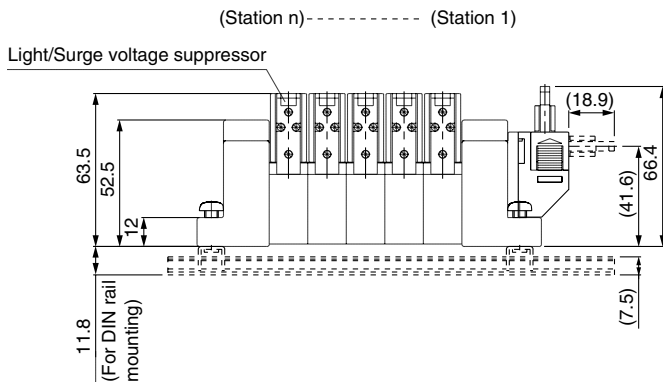 (Station n)
(Station 1)
Light/Surge voltage suppressor
(18.9)
63.5
52.5
12
(41.6)
66.4
11.8
(For DIN rail
mounting)
(7.5)